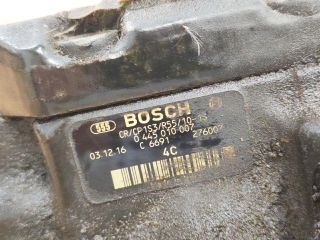 BOSCH
CR/CP1S3/R55/10-1S
0 445 010 007
03.12.16 C 6691 276007
4C